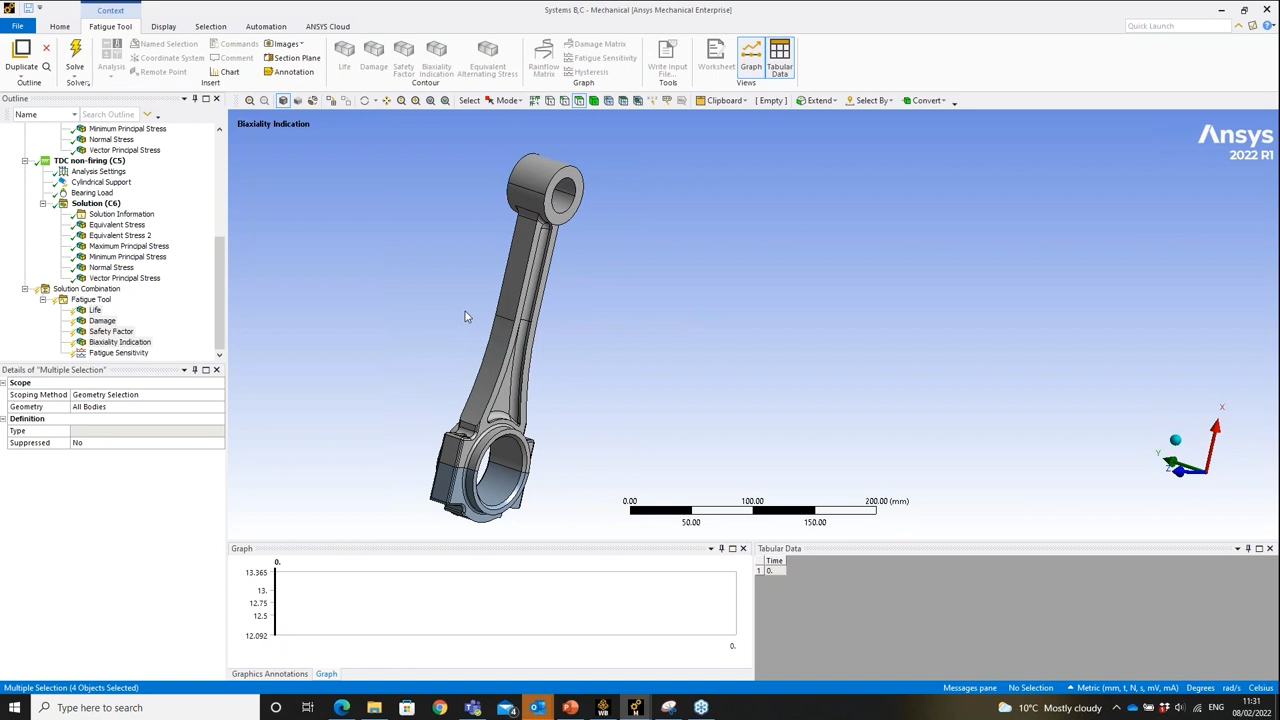 Context
Systems B,C - Mechanical [Ansys Mechanical Enterprise]
File
Home
Fatigue Tool
Display
Selection
Automation
ANSYS Cloud
Quick Launch
Duplicate
Outline
Solve
Solver
Analysis
Named Selection
Coordinate System
Remote Point
Commands
Comment
Chart
Images
Section Plane
Annotation
Insert
Life
Damage
Safety Factor
Biaxiality Indication
Equivalent Alternating Stress
Contour
Rainflow Matrix
Damage Matrix
Fatigue Sensitivity
Hysteresis
Graph
Write Input File...
Tools
Worksheet
Graph
Tabular Data
Views
Outline
Name
Search Outline
Select
Mode
Clipboard
[ Empty ]
Extend
Select By
Convert
Minimum Principal Stress
Normal Stress
Vector Principal Stress
TDC non-firing (C5)
Analysis Settings
Cylindrical Support
Bearing Load
Solution (C6)
Solution Information
Equivalent Stress
Equivalent Stress 2
Maximum Principal Stress
Minimum Principal Stress
Normal Stress
Vector Principal Stress
Solution Combination
Fatigue Tool
Life
Damage
Safety Factor
Biaxiality Indication
Fatigue Sensitivity
Details of "Multiple Selection"
Scope
Scoping Method Geometry Selection
Geometry All Bodies
Definition
Type
Suppressed No
Biaxiality Indication
Ansys
2022 R1
X
Y
Z
0.00 100.00 200.00 (mm)
50.00 150.00
Graph
0.
13.365
13.
12.75
12.5
12.092
0.
Graphics Annotations
Graph
Tabular Data
Time
1 0.
Multiple Selection (4 Objects Selected)
Messages pane
No Selection
Metric (mm, t, N, s, mV, mA)
Degrees
rad/s
Celsius
Type here to search
10°C Mostly cloudy
11:31
08/02/2022